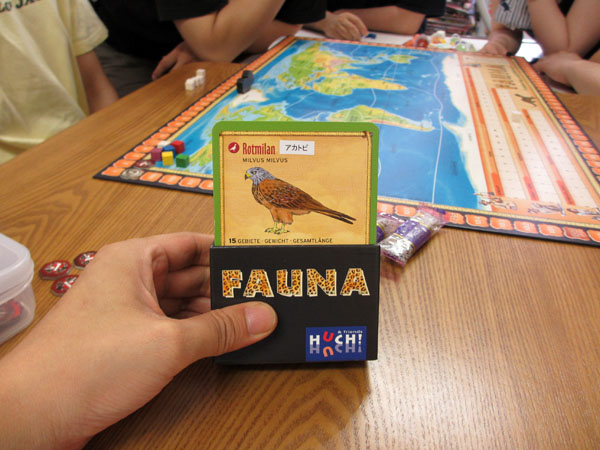 Rotmilan
アカトビ
MILVUS MILVUS
15 GEBIETE · GEWICHT · GESAMTLÄNGE
FAUNA
& friends
HUCH!